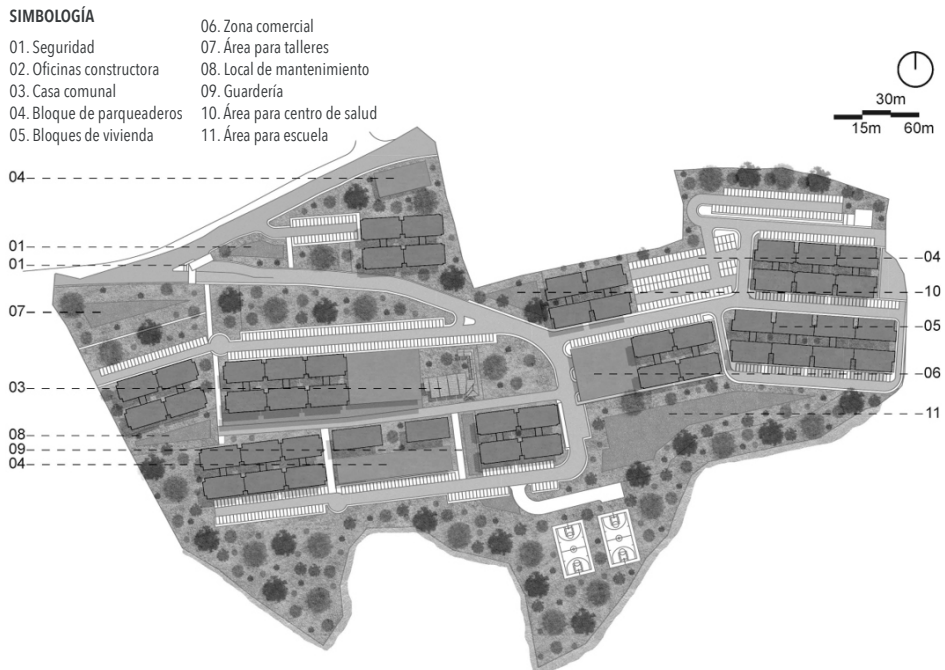 SIMBOLOGÍA
01. Seguridad
02. Oficinas constructora
03. Casa comunal
04. Bloque de parqueaderos
05. Bloques de vivienda
06. Zona comercial
07. Área para talleres
08. Local de mantenimiento
09. Guardería
10. Área para centro de salud
11. Área para escuela
30m
15m 60m
04
01
01
07
03
08
09
04
04
10
05
06
11